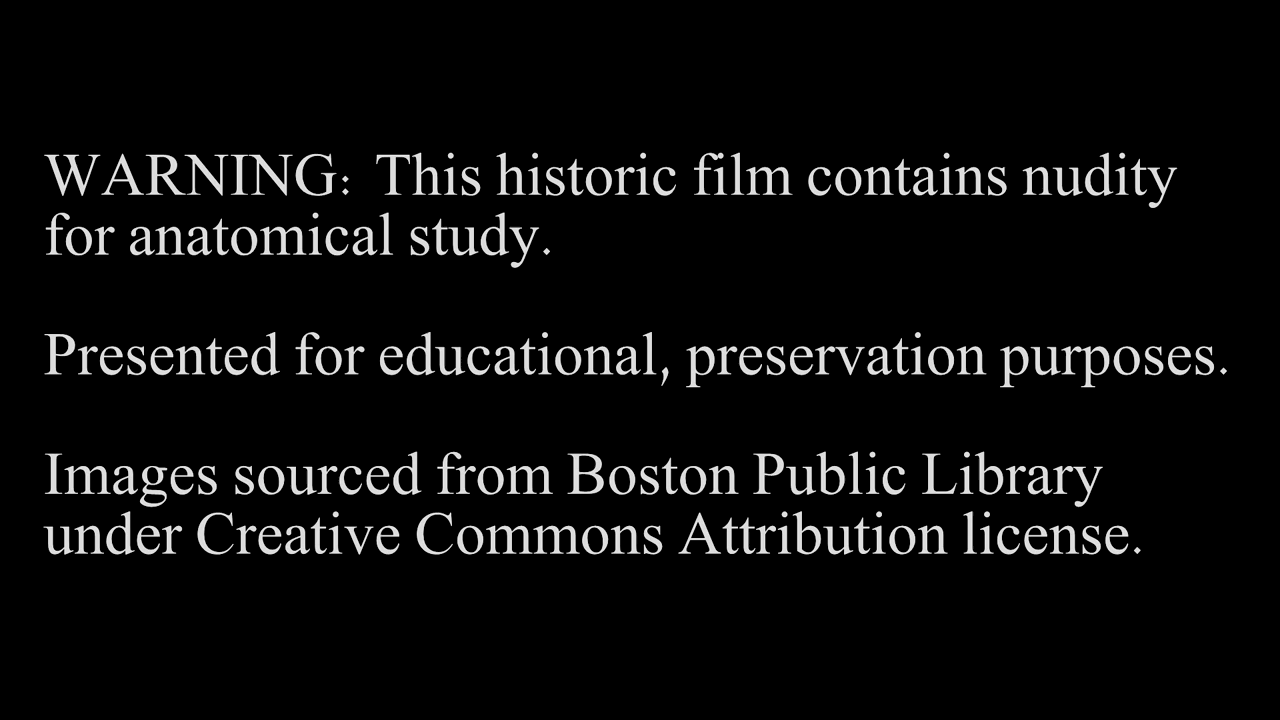 WARNING: This historic film contains nudity
for anatomical study.
Presented for educational, preservation purposes.
Images sourced from Boston Public Library
under Creative Commons Attribution license.